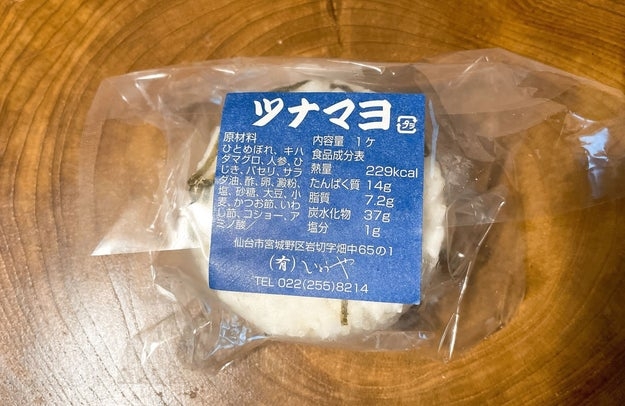 ツナマヨ
卵
原材料
ひとめぼれ、キハ
ダマグロ、人参、ひ
じき、パセリ、サラ
ダ油、酢、卵、澱粉、
塩、砂糖、大豆、小
麦、かつお節、いわ
し節、コショー、ア
ミノ酸／
内容量 1ケ
食品成分表
熱量 229kcal
たんぱく質 14g
脂質 7.2g
炭水化物 37g
塩分 1g
仙台市宮城野区岩切字畑中65の1
(有)
TEL 022(255)8214